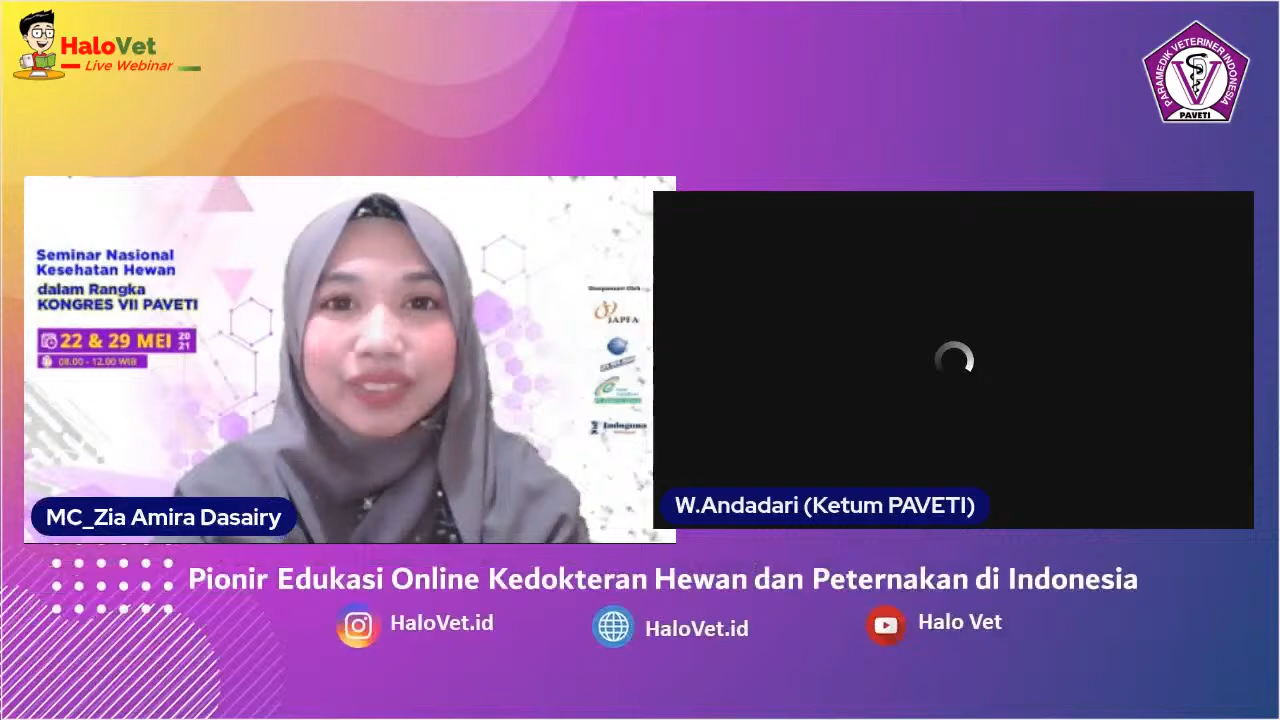 HaloVet
Live Webinar
PARAMEDIK VETERINER INDONESIA
PAVETI
Seminar Nasional
Kesehatan Hewan
dalam Rangka
KONGRES VII PAVETI
22 & 29 MEI 2021
08.00 - 12.00 WIB
JAPFA
Indoguna
MC_Zia Amira Dasairy
W.Andadari (Ketum PAVETI)
Pionir Edukasi Online Kedokteran Hewan dan Peternakan di Indonesia
HaloVet.id
HaloVet.id
Halo Vet